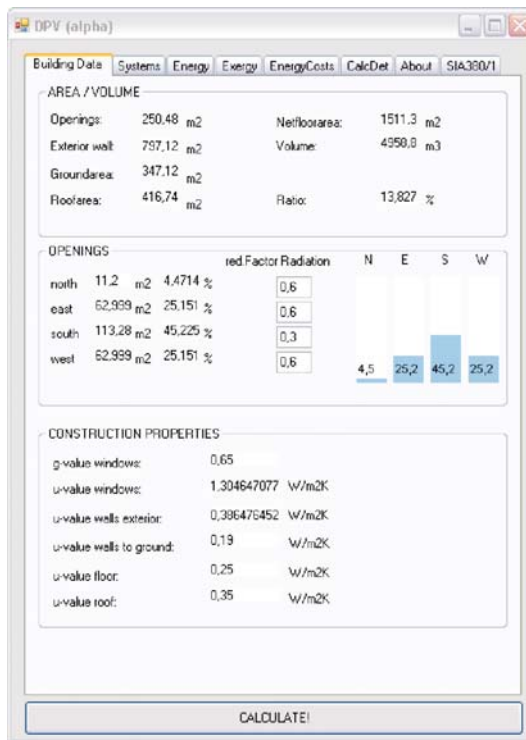 DPV (alpha)
Building Data Systems Energy Exergy EnergyCosts CalcDet About SIA380/1
AREA / VOLUME
Openings: 250,48 m2 Netfloorarea: 1511,3 m2
Exterior wall: 797,12 m2 Volume: 4958,8 m3
Groundarea: 347,12 m2
Roofarea: 416,74 m2 Ratio: 13,827 %
OPENINGS
red.Factor Radiation N E S W
north 11,2 m2 4,4714 % 0,6
east 62,999 m2 25,151 % 0,6
south 113,28 m2 45,225 % 0,3
west 62,999 m2 25,151 % 0,6
4,5 25,2 45,2 25,2
CONSTRUCTION PROPERTIES
g-value windows: 0,65
u-value windows: 1,304647077 W/m2K
u-value walls exterior: 0,386476452 W/m2K
u-value walls to ground: 0,19 W/m2K
u-value floor: 0,25 W/m2K
u-value roof: 0,35 W/m2K
CALCULATE!